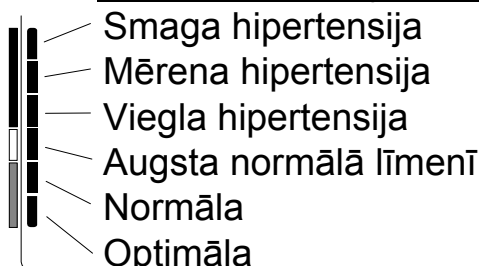 Smaga hipertensija
Mērena hipertensija
Viegla hipertensija
Augsta normālā līmenī
Normāla
Optimāla